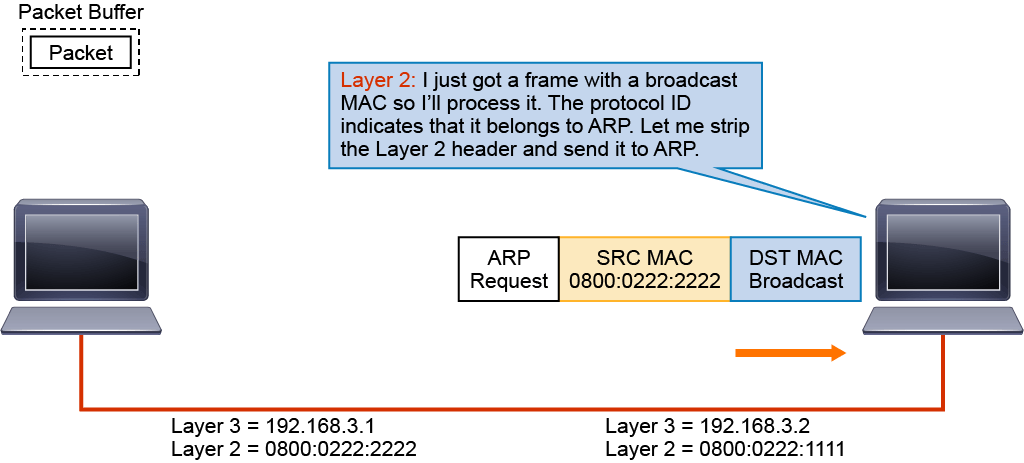 Packet Buffer
Packet
Layer 2: I just got a frame with a broadcast
MAC so I’ll process it. The protocol ID
indicates that it belongs to ARP. Let me strip
the Layer 2 header and send it to ARP.
ARP
Request
SRC MAC
0800:0222:2222
DST MAC
Broadcast
Layer 3 = 192.168.3.1
Layer 2 = 0800:0222:2222
Layer 3 = 192.168.3.2
Layer 2 = 0800:0222:1111